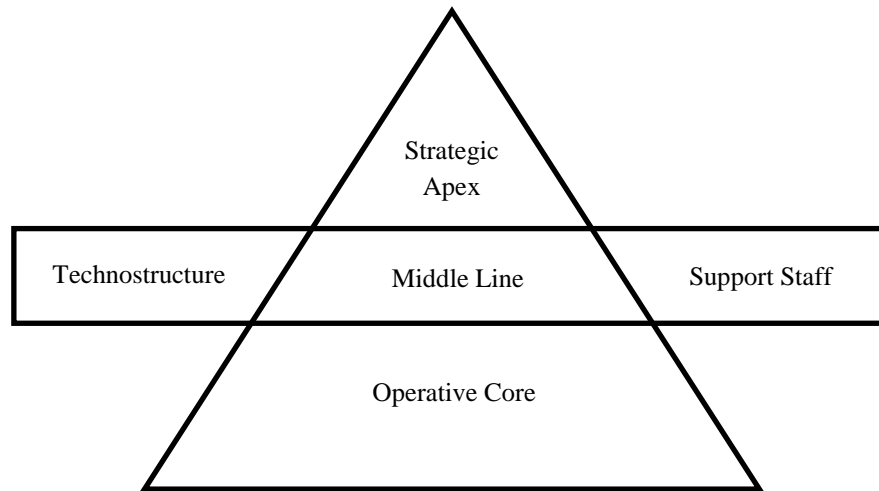 Strategic
Apex
Technostructure
Middle Line
Support Staff
Operative Core